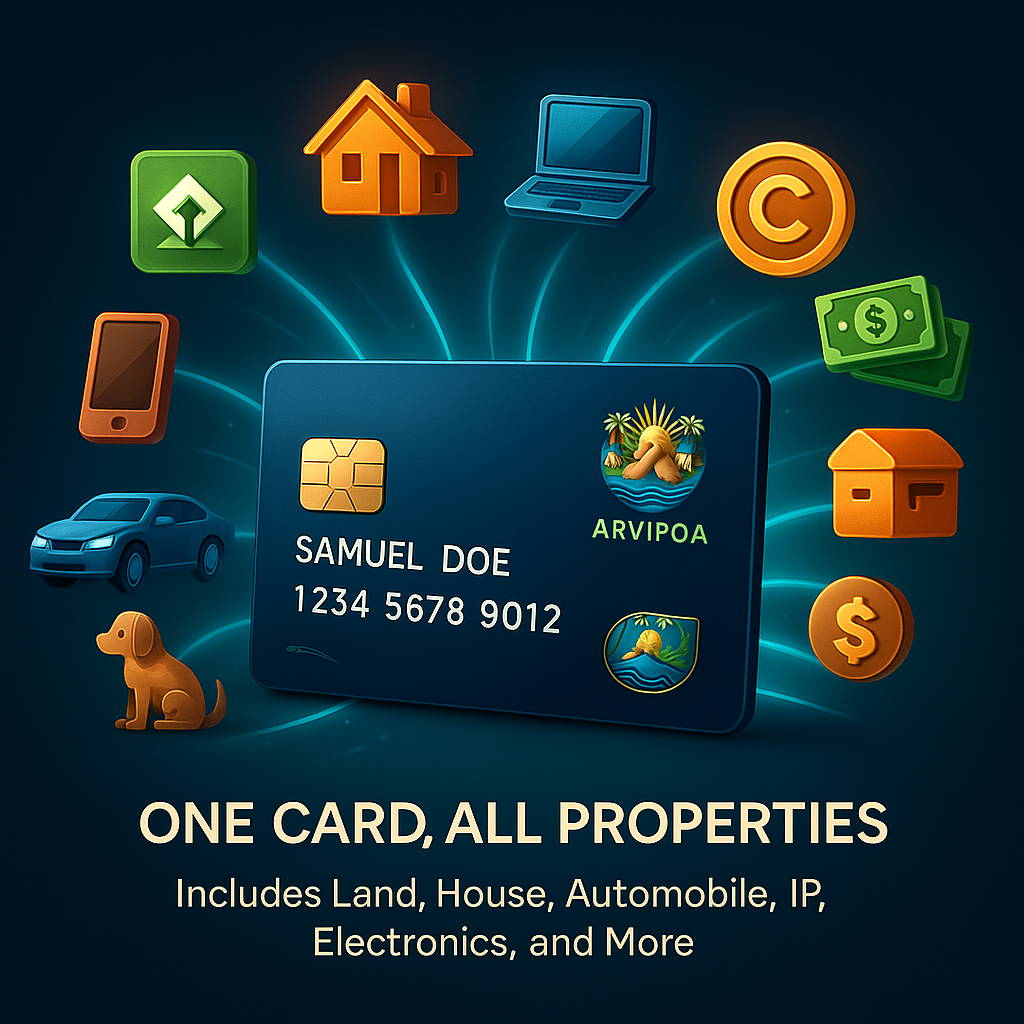 ARVIPOA
SAMUEL DOE
1234 5678 9012
ONE CARD, ALL PROPERTIES
Includes Land, House, Automobile, IP,
Electronics, and More